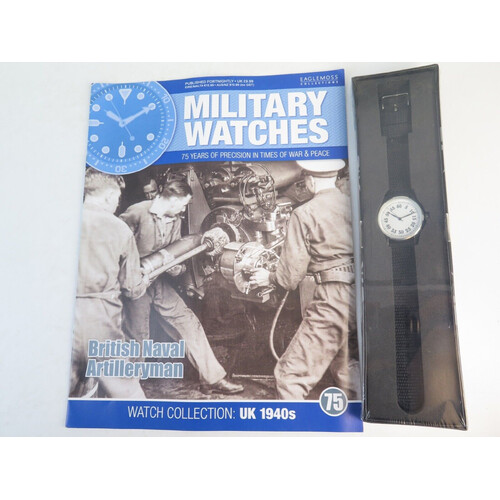 PUBLISHED FORTNIGHTLY • UK £9.99
EAGLEMOSS
COLLECTIONS
MILITARY
WATCHES
75 YEARS OF PRECISION IN TIMES OF WAR & PEACE
British Naval
Artilleryman
WATCH COLLECTION: UK 1940s
75